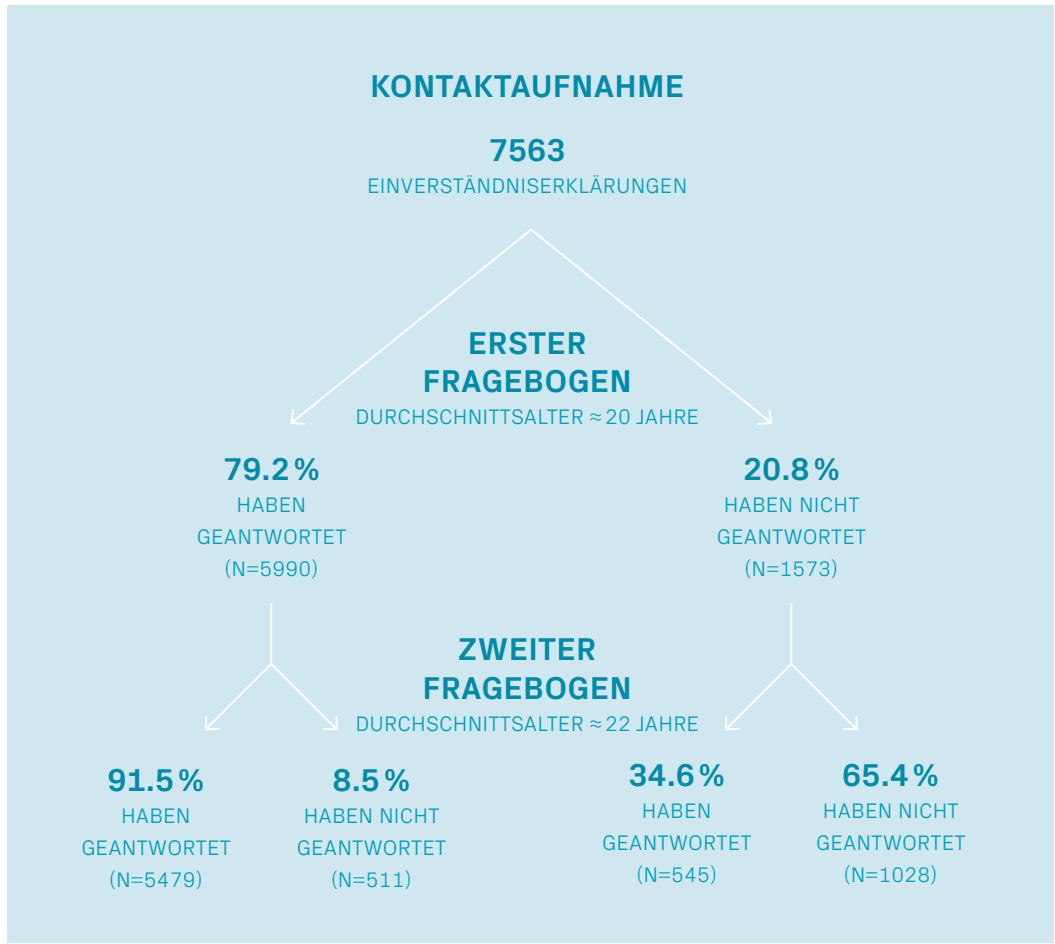 KONTAKTAUFNAHME
7563
EINVERSTÄNDNISERKLÄRUNGEN
ERSTER
FRAGEBOGEN
DURCHSCHNITTSALTER ≈ 20 JAHRE
79.2 %
HABEN
GEANTWORTET
(N=5990)
20.8 %
HABEN NICHT
GEANTWORTET
(N=1573)
ZWEITER
FRAGEBOGEN
DURCHSCHNITTSALTER ≈ 22 JAHRE
91.5 %
HABEN
GEANTWORTET
(N=5479)
8.5 %
HABEN NICHT
GEANTWORTET
(N=511)
34.6 %
HABEN
GEANTWORTET
(N=545)
65.4 %
HABEN NICHT
GEANTWORTET
(N=1028)